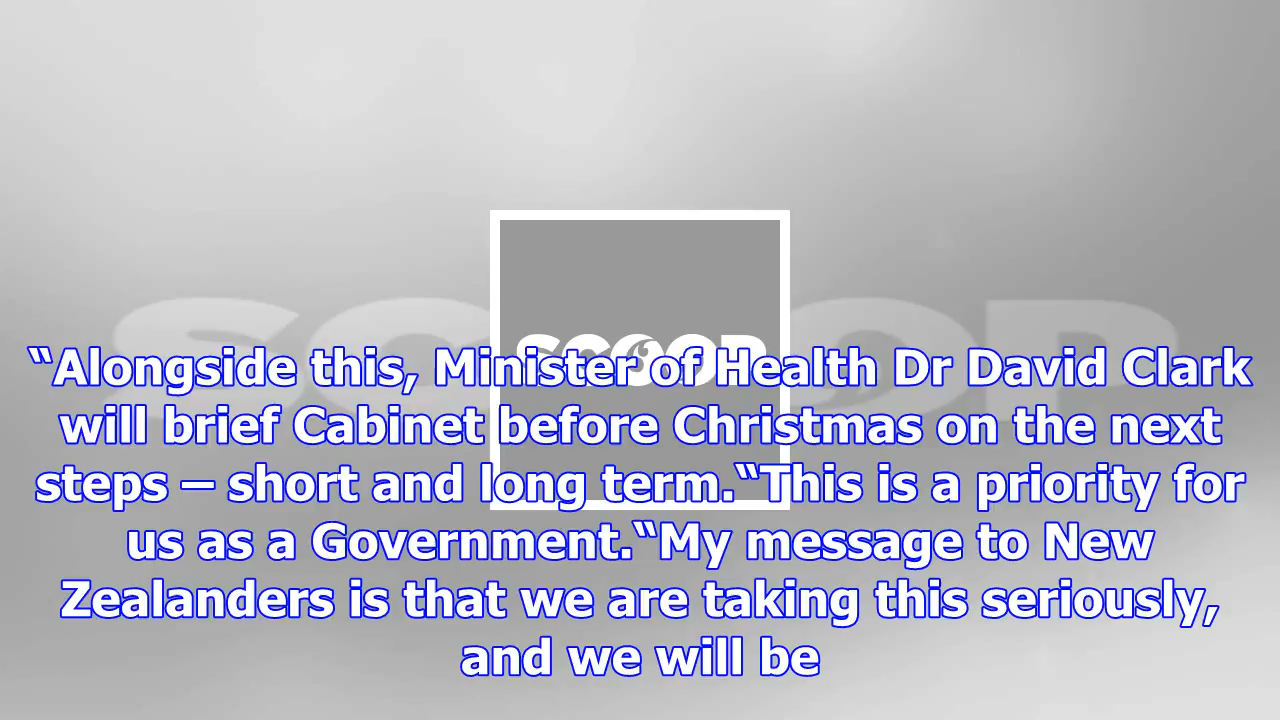 SCOOP
SCOOP
“Alongside this, Minister of Health Dr David Clark
will brief Cabinet before Christmas on the next
steps – short and long term.“This is a priority for
us as a Government.“My message to New
Zealanders is that we are taking this seriously,
and we will be